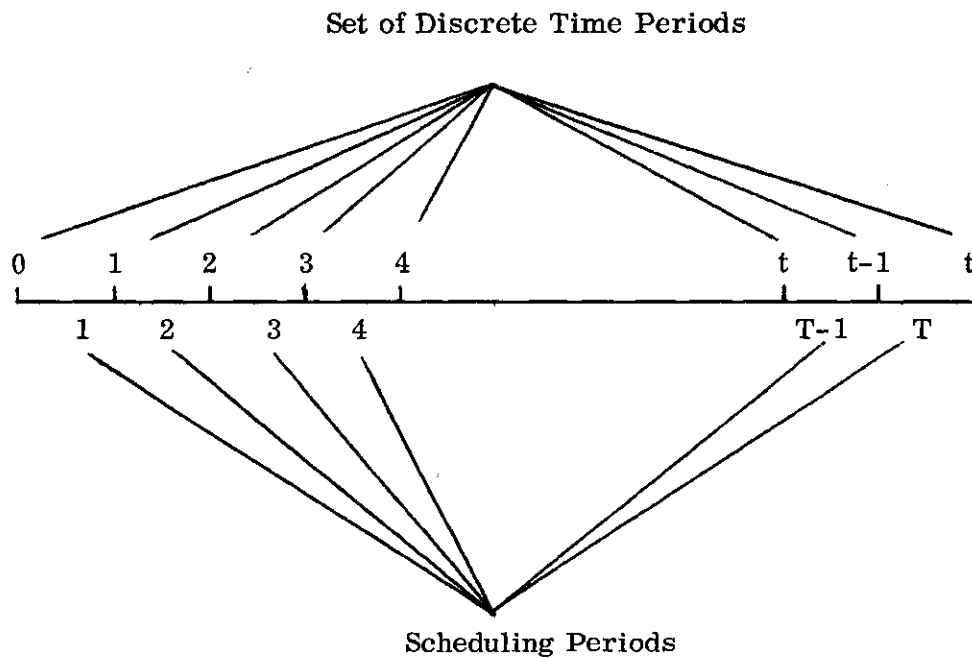 Set of Discrete Time Periods
0 1 2 3 4 t t-1 t
1 2 3 4 T-1 T
Scheduling Periods